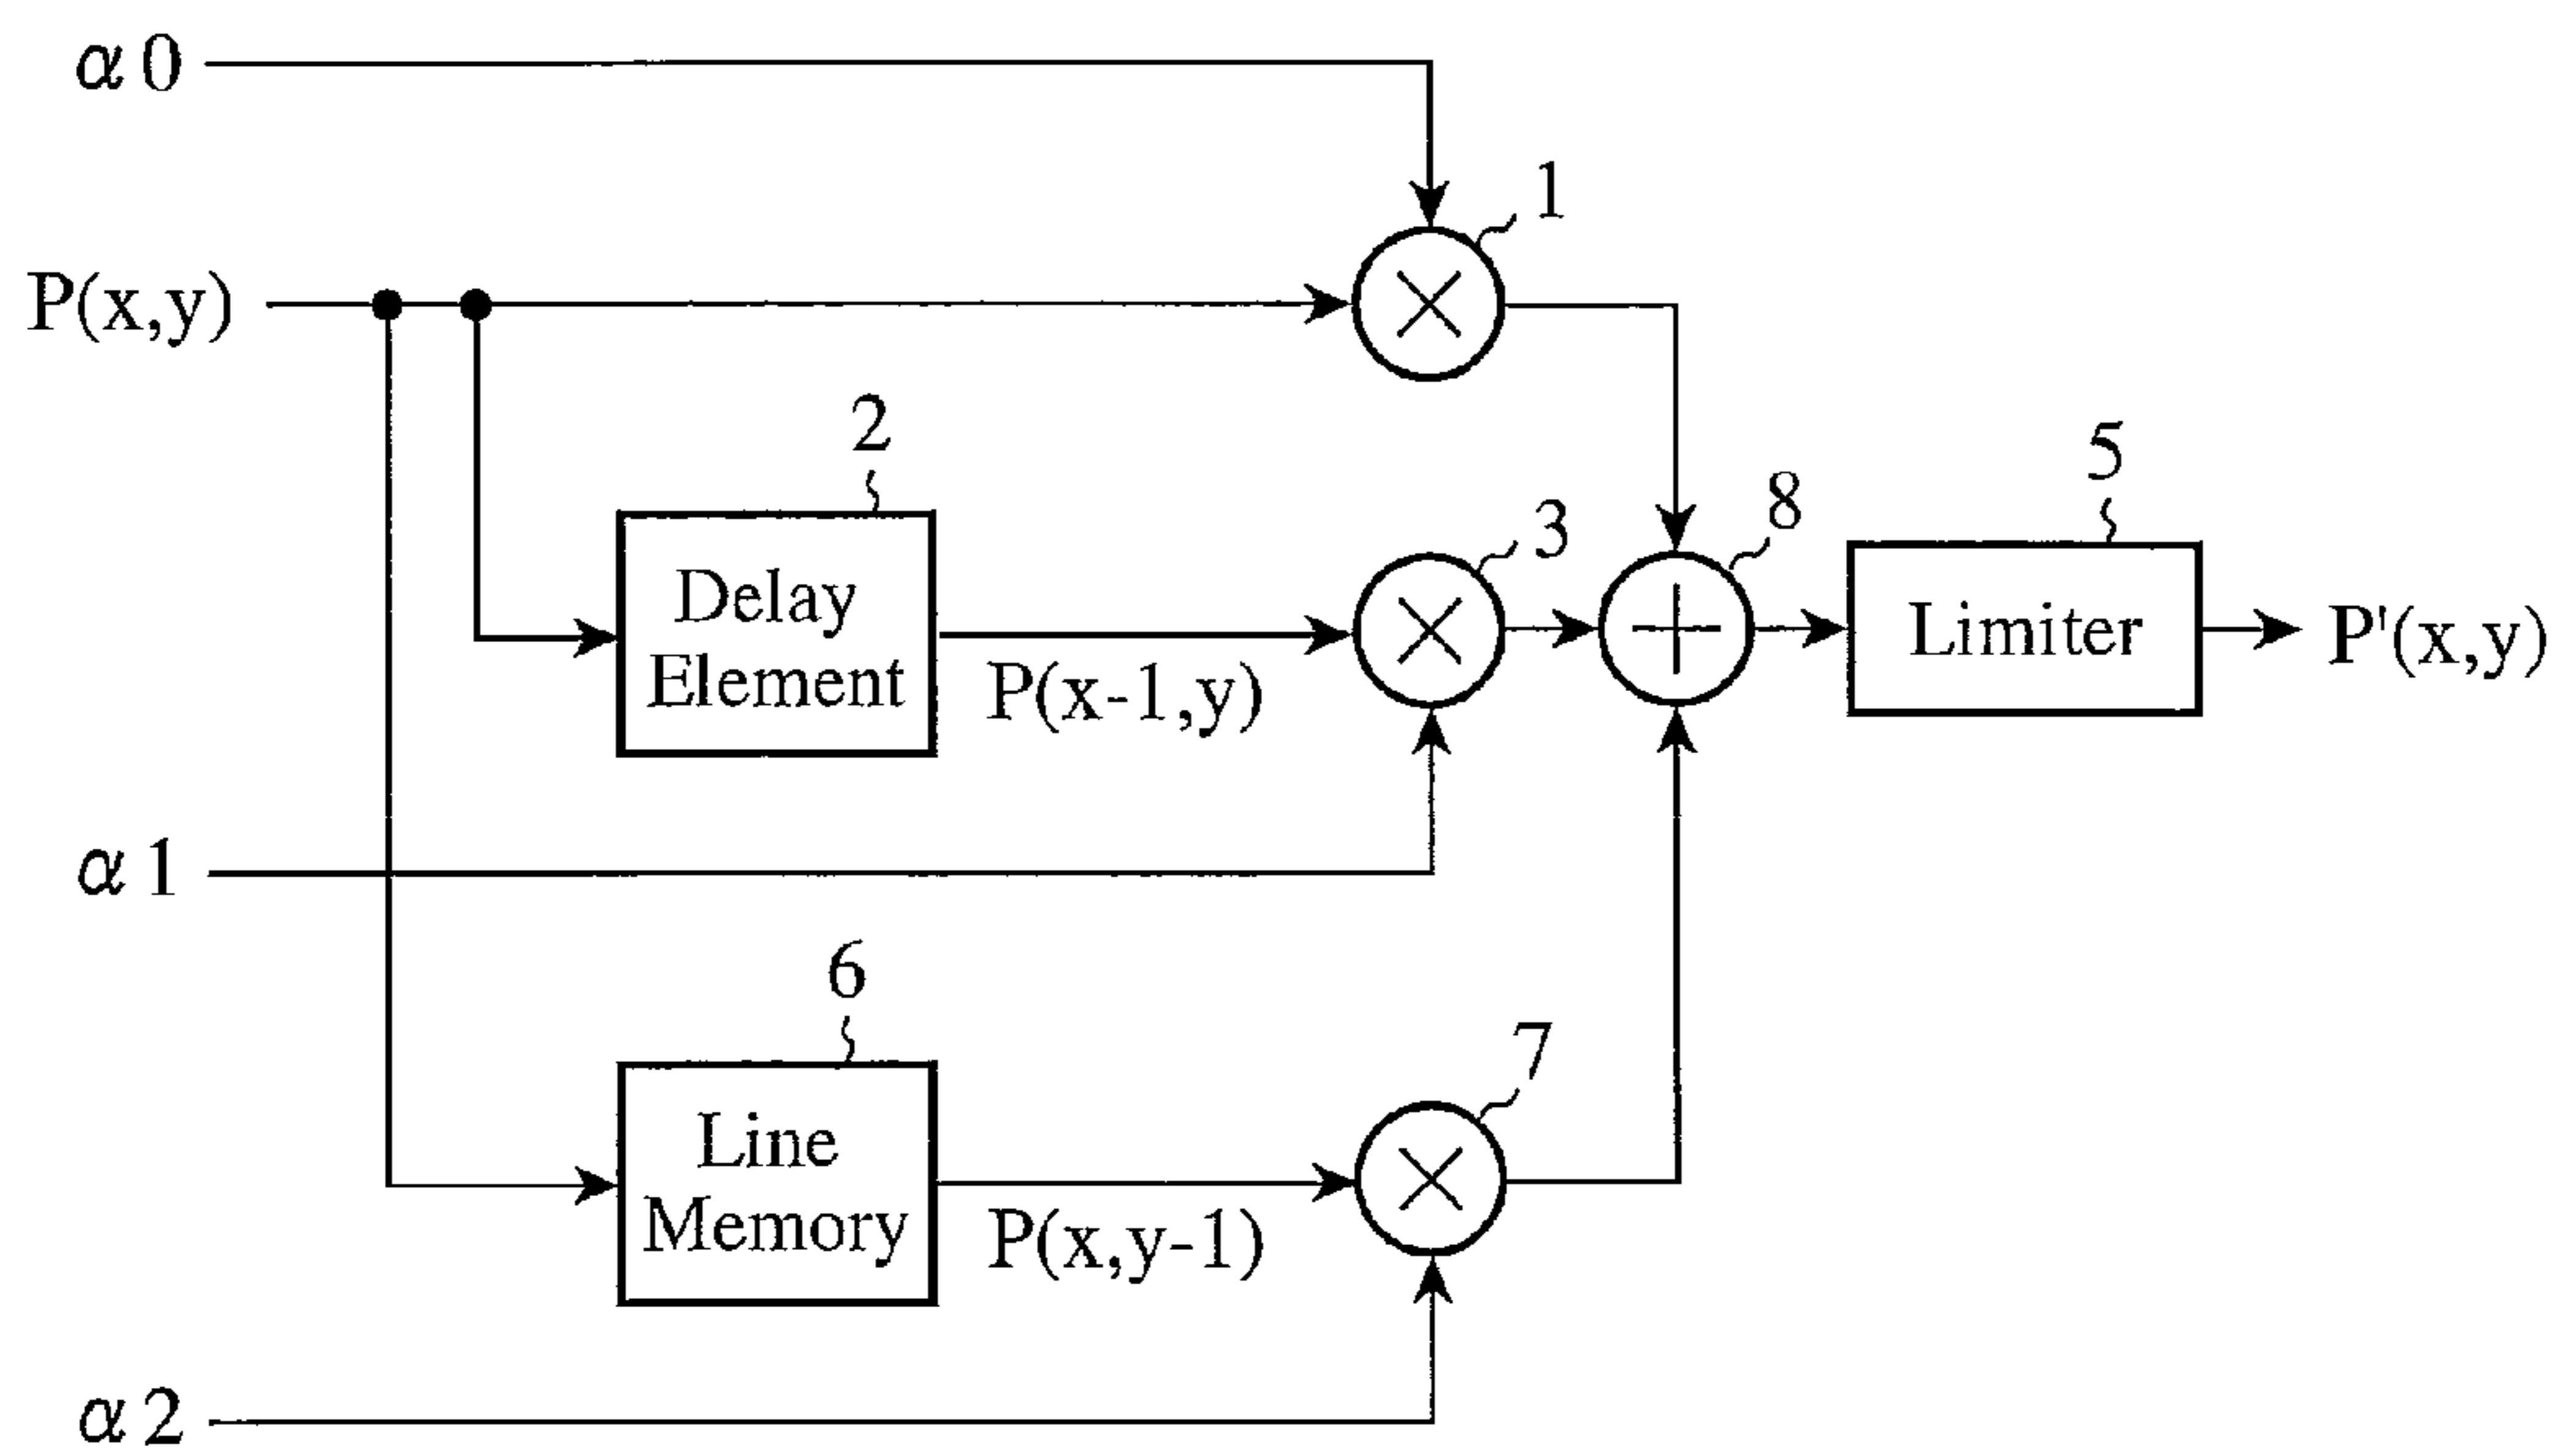 α0
1
P(x,y)
2
5
8
3
Delay
Element
Limiter
P'(x,y)
P(x-1,y)
α1
6
7
Line
Memory
P(x,y-1)
α2